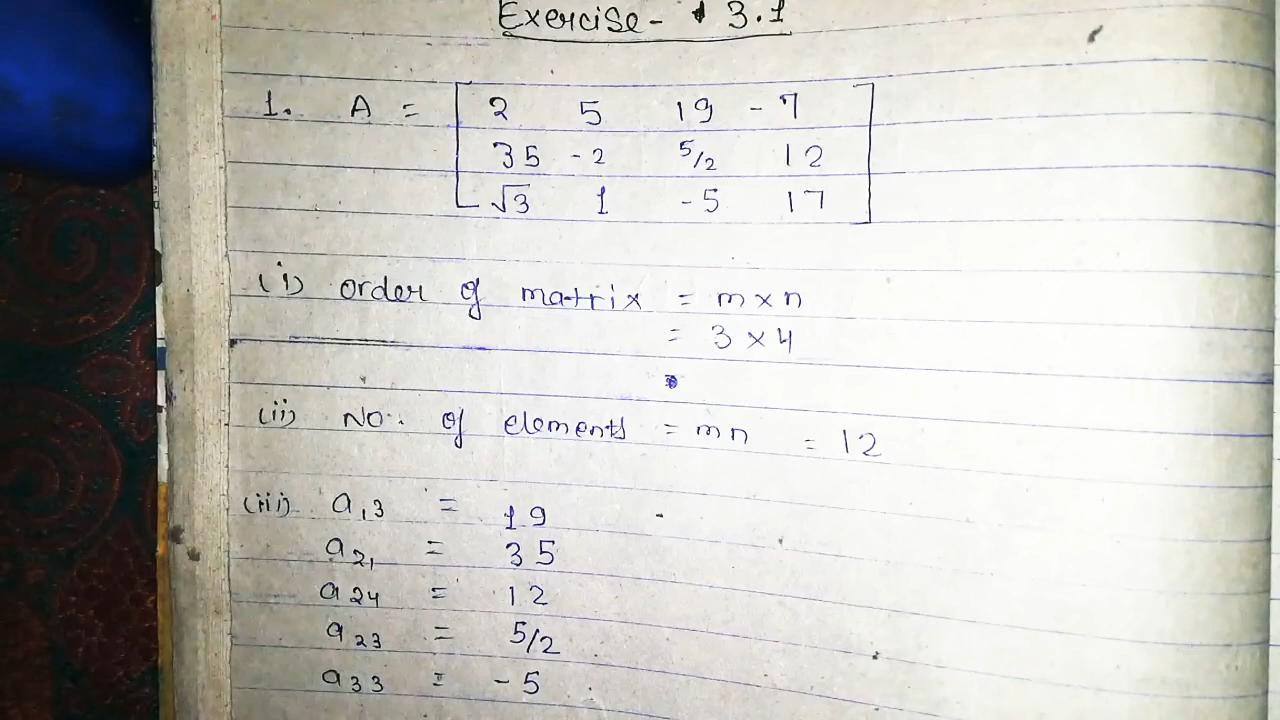 Exercise - 3.1
1. A = [ 2 5 19 -7
35 -2 5/2 12
√3 1 -5 17 ]
(i) order of matrix = m x n
= 3 x 4
(ii) No. of elements = mn = 12
(iii) a13 = 19
a21 = 35
a24 = 12
a23 = 5/2
a33 = -5